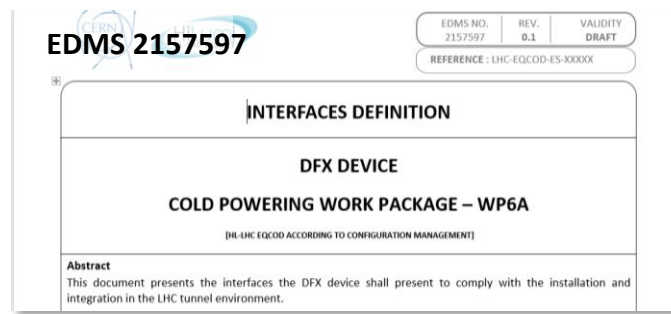 CERN
EDMS 2157597
EDMS NO. REV. VALIDITY
2157597 0.1 DRAFT
REFERENCE : LHC-EQCOD-ES-XXXXX
INTERFACES DEFINITION
DFX DEVICE
COLD POWERING WORK PACKAGE – WP6A
[HL-LHC EQCOD ACCORDING TO CONFIGURATION MANAGEMENT]
Abstract
This document presents the interfaces the DFX device shall present to comply with the installation and
integration in the LHC tunnel environment.